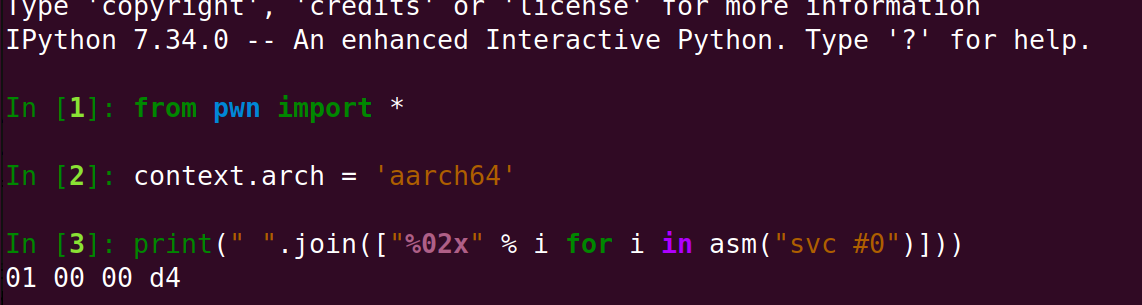 Type 'copyright', 'credits' or 'license' for more information
IPython 7.34.0 -- An enhanced Interactive Python. Type '?' for help.
In [1]: from pwn import *
In [2]: context.arch = 'aarch64'
In [3]: print(" ".join(["%02x" % i for i in asm("svc #0")]))
01 00 00 d4